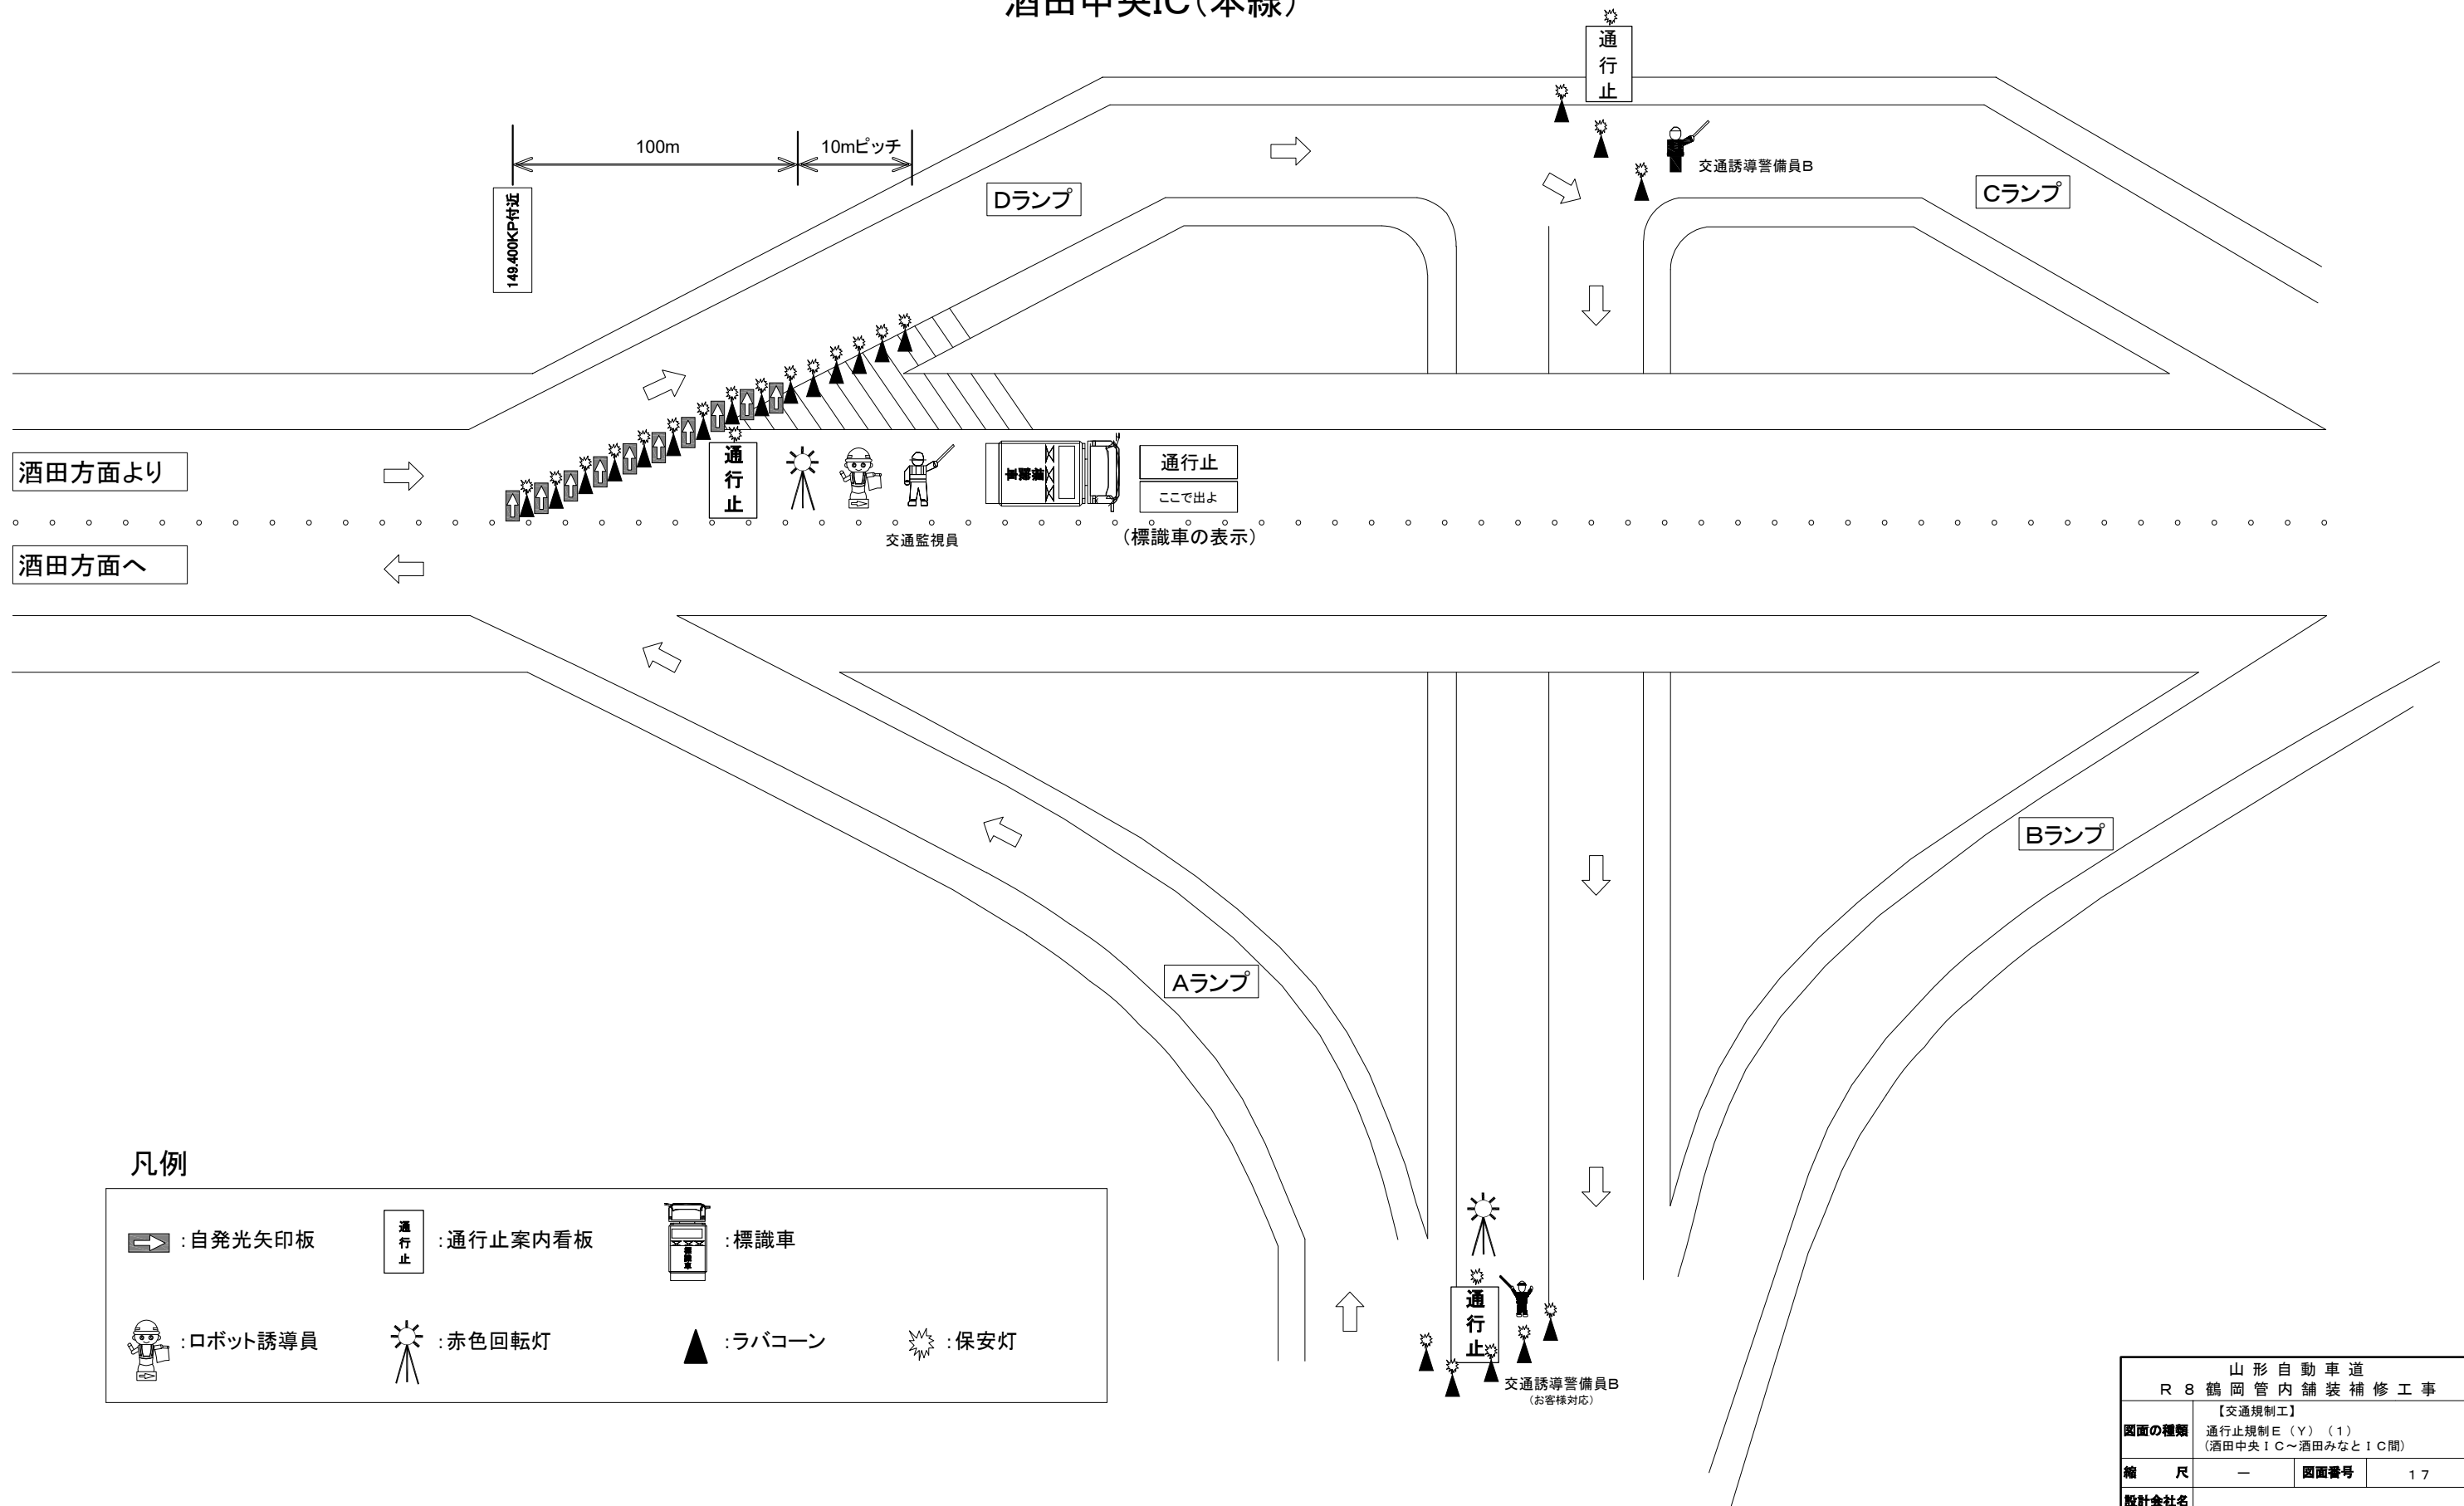 酒田中央IC(本線)
通行止
100m
10mピッチ
149.400KP付近
Dランプ
交通誘導警備員B
Cランプ
酒田方面より
通行止
標識車
通行止
ここで出よ
交通監視員
(標識車の表示)
酒田方面へ
Bランプ
Aランプ
凡例
:自発光矢印板
通行止
:通行止案内看板
標識車
:標識車
:ロボット誘導員
:赤色回転灯
:ラバコーン
:保安灯
通行止
交通誘導警備員B
(お客様対応)
山形自動車道
R8鶴岡管内舗装補修工事
図面の種類
【交通規制工】
通行止規制E(Y)(1)
(酒田中央IC~酒田みなとIC間)
縮尺
—
図面番号
17
設計会社名